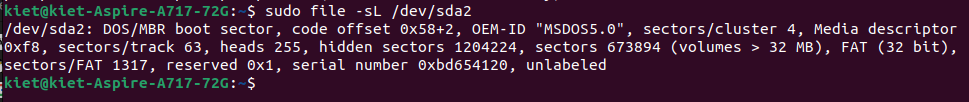 kiet@kiet-Aspire-A717-72G:~$ sudo file -sL /dev/sda2
/dev/sda2: DOS/MBR boot sector, code offset 0x58+2, OEM-ID "MSDOS5.0", sectors/cluster 4, Media descriptor
0xf8, sectors/track 63, heads 255, hidden sectors 1204224, sectors 673894 (volumes > 32 MB), FAT (32 bit),
sectors/FAT 1317, reserved 0x1, serial number 0xbd654120, unlabeled
kiet@kiet-Aspire-A717-72G:~$